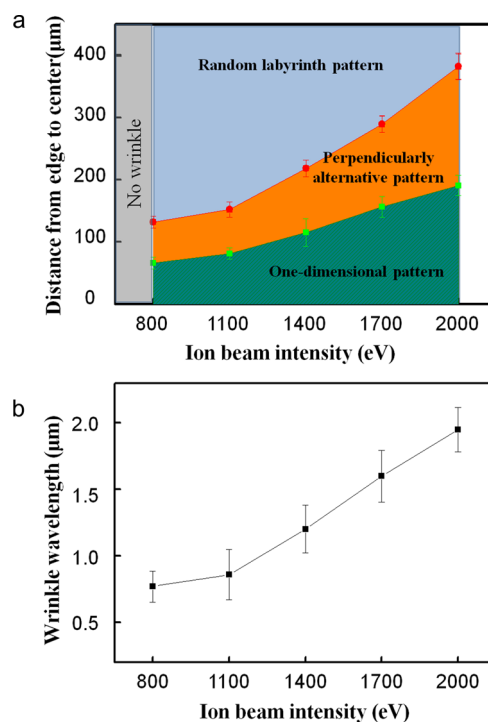 a
Distance from edge to center(μm)
400
300
200
100
0
No wrinkle
Random labyrinth pattern
Perpendicularly
alternative pattern
One-dimensional pattern
800 1100 1400 1700 2000
Ion beam intensity (eV)
b
Wrinkle wavelength (μm)
2.0
1.5
1.0
0.5
800 1100 1400 1700 2000
Ion beam intensity (eV)